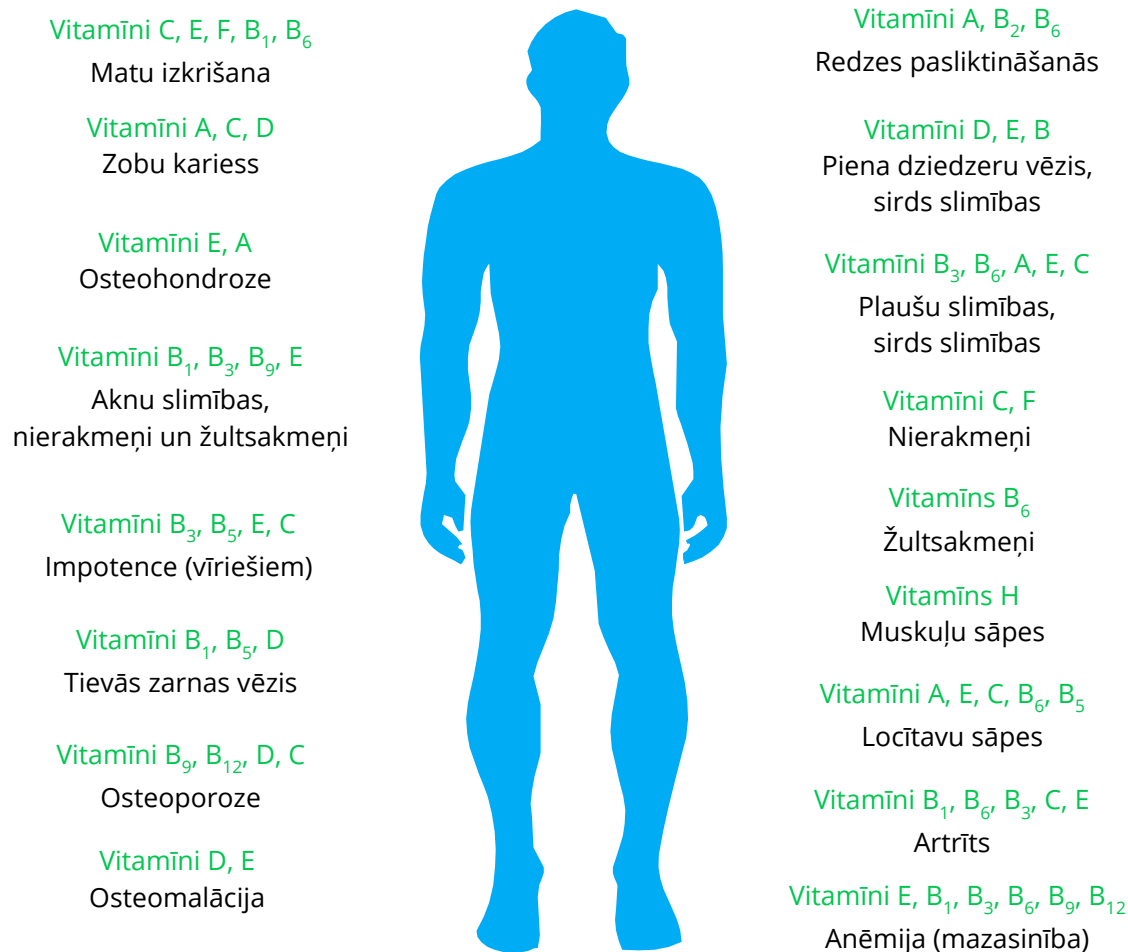 Vitamīni C, E, F, B₁, B₆
Matu izkrišana
Vitamīni A, C, D
Zobu kariess
Vitamīni E, A
Osteohondroze
Vitamīni B₁, B₃, B₉, E
Aknu slimības,
nierakmeņi un žultsakmeņi
Vitamīni B₃, B₅, E, C
Impotence (vīriešiem)
Vitamīni B₁, B₅, D
Tievās zarnas vēzis
Vitamīni B₉, B₁₂, D, C
Osteoporoze
Vitamīni D, E
Osteomalācija
Vitamīni A, B₂, B₆
Redzes pasliktināšanās
Vitamīni D, E, B
Piena dziedzeru vēzis,
sirds slimības
Vitamīni B₃, B₆, A, E, C
Plaušu slimības,
sirds slimības
Vitamīni C, F
Nierakmeņi
Vitamīns B₆
Žultsakmeņi
Vitamīns H
Muskuļu sāpes
Vitamīni A, E, C, B₆, B₅
Locītavu sāpes
Vitamīni B₁, B₆, B₃, C, E
Artrīts
Vitamīni E, B₁, B₃, B₆, B₉, B₁₂
Anēmija (mazasinība)